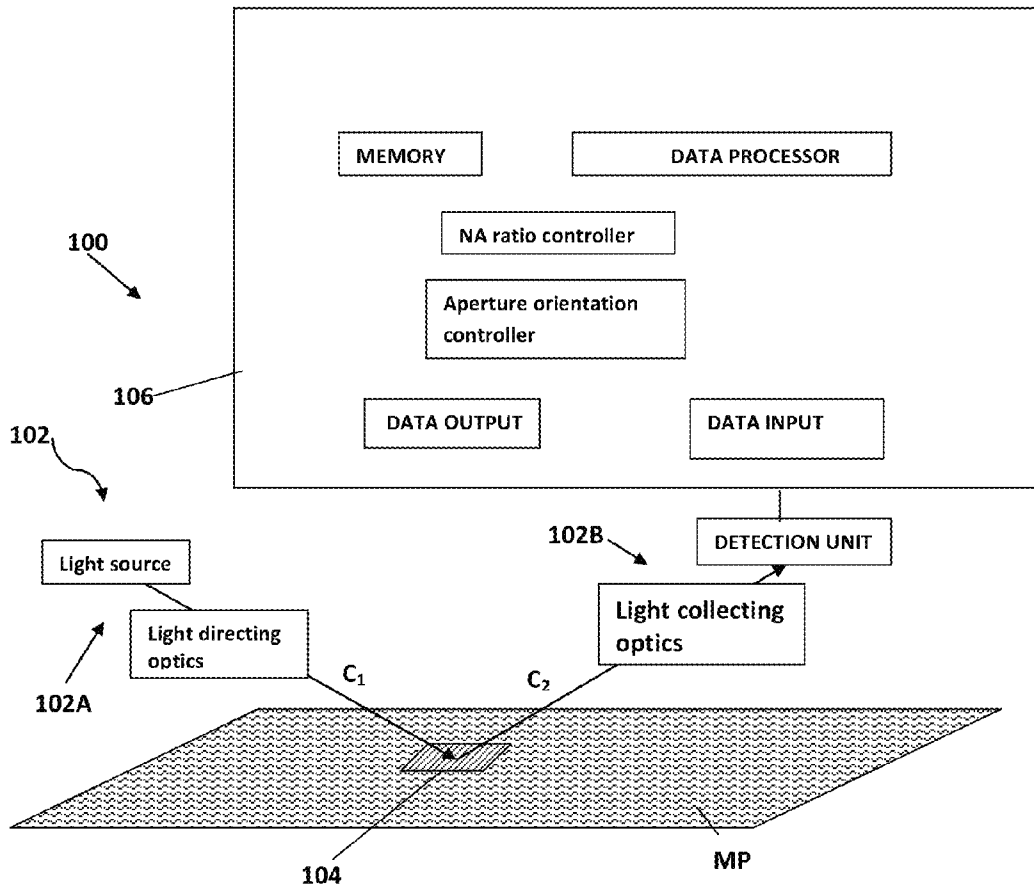 MEMORY
DATA PROCESSOR
NA ratio controller
100
Aperture orientation
controller
106
DATA OUTPUT
DATA INPUT
102
102B
DETECTION UNIT
Light source
Light collecting
optics
Light directing
optics
102A
C₁
C₂
104
MP